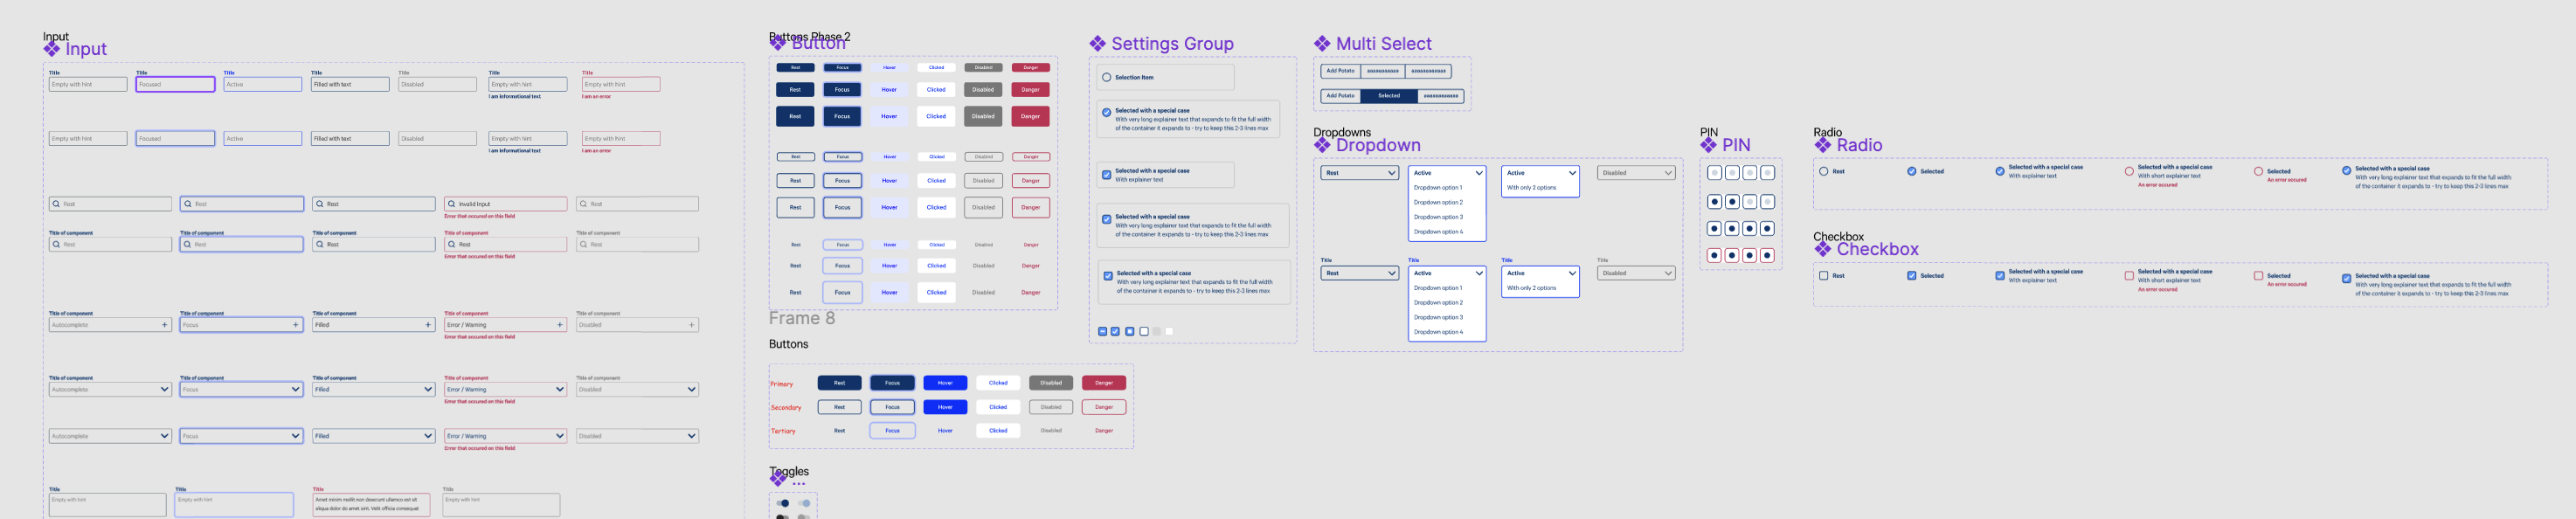 Input
Input
Title Title Title Title Title Title Title
Empty with hint Focused Active Filled with text Disabled Empty with hint Empty with hint
I am informational text I am an error
Empty with hint Focused Active Filled with text Disabled Empty with hint Empty with hint
I am informational text I am an error
Rest Rest Rest Invalid Input Rest
Error that occured on this field
Title of component Title of component Title of component Title of component Title of component
Rest Rest Rest Rest Rest
Error that occured on this field
Title of component Title of component Title of component Title of component Title of component
Autocomplete Focus Filled Error / Warning Disabled
Error that occured on this field
Title of component Title of component Title of component Title of component Title of component
Autocomplete Focus Filled Error / Warning Disabled
Error that occured on this field
Autocomplete Focus Filled Error / Warning Disabled
Error that occured on this field
Title Title Title Title
Empty with hint Empty with hint Amet minim mollit non deserunt ullamco est sit Empty with hint
aliqua dolor do amet sint. Velit officia consequat
Buttons Phase 2
Button
Rest Focus Hover Clicked Disabled Danger
Rest Focus Hover Clicked Disabled Danger
Rest Focus Hover Clicked Disabled Danger
Rest Focus Hover Clicked Disabled Danger
Rest Focus Hover Clicked Disabled Danger
Rest Focus Hover Clicked Disabled Danger
Rest Focus Hover Clicked Disabled Danger
Rest Focus Hover Clicked Disabled Danger
Rest Focus Hover Clicked Disabled Danger
Frame 8
Buttons
Primary Rest Focus Hover Clicked Disabled Danger
Secondary Rest Focus Hover Clicked Disabled Danger
Tertiary Rest Focus Hover Clicked Disabled Danger
Toggles
...
Settings Group
Selection Item
Selected with a special case
With very long explainer text that expands to fit the full width
of the container it expands to - try to keep this 2-3 lines max
Selected with a special case
With explainer text
Selected with a special case
With very long explainer text that expands to fit the full width
of the container it expands to - try to keep this 2-3 lines max
Selected with a special case
With very long explainer text that expands to fit the full width
of the container it expands to - try to keep this 2-3 lines max
Multi Select
Add Potato
Add Potato Selected
Dropdowns
Dropdown
Rest Active Active Disabled
Dropdown option 1 With only 2 options
Dropdown option 2
Dropdown option 3
Dropdown option 4
Title Title Title Title
Rest Active Active Disabled
Dropdown option 1 With only 2 options
Dropdown option 2
Dropdown option 3
Dropdown option 4
PIN
PIN
Radio
Radio
Rest Selected Selected with a special case Selected with a special case Selected Selected with a special case
With explainer text With short explainer text An error occured With very long explainer text that expands to fit the full width
An error occured of the container it expands to - try to keep this 2-3 lines max
Checkbox
Checkbox
Rest Selected Selected with a special case Selected with a special case Selected Selected with a special case
With explainer text With short explainer text An error occured With very long explainer text that expands to fit the full width
An error occured of the container it expands to - try to keep this 2-3 lines max